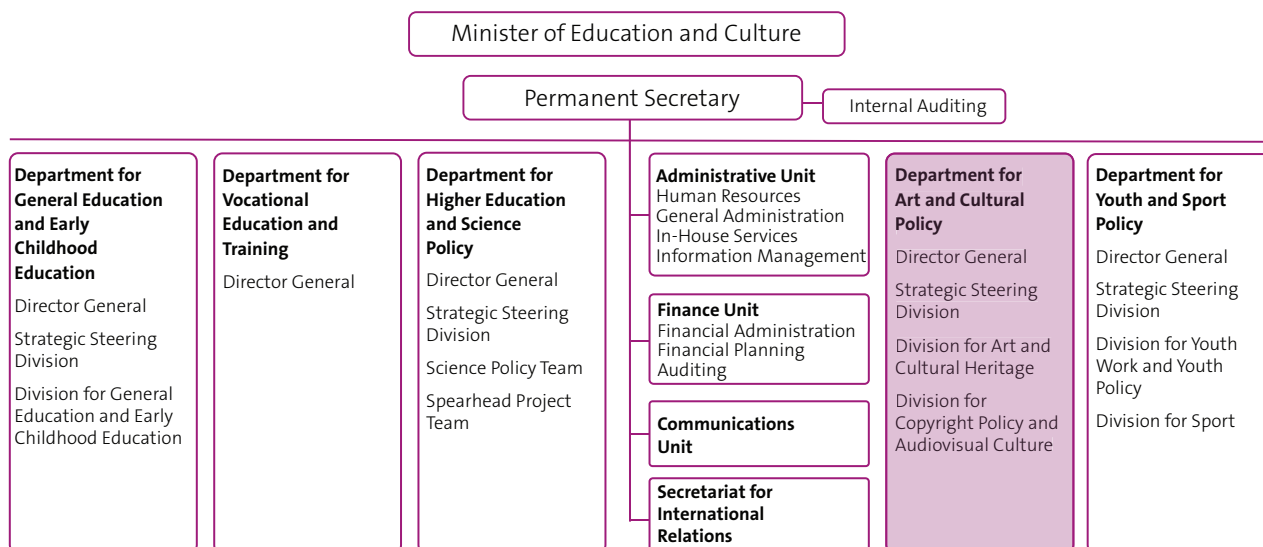 Minister of Education and Culture
Permanent Secretary
Internal Auditing
Department for
General Education
and Early
Childhood
Education
Director General
Strategic Steering
Division
Division for General
Education and Early
Childhood Education
Department for
Vocational
Education and
Training
Director General
Department for
Higher Education
and Science
Policy
Director General
Strategic Steering
Division
Science Policy Team
Spearhead Project
Team
Administrative Unit
Human Resources
General Administration
In-House Services
Information Management
Finance Unit
Financial Administration
Financial Planning
Auditing
Communications
Unit
Secretariat for
International
Relations
Department for
Art and Cultural
Policy
Director General
Strategic Steering
Division
Division for Art and
Cultural Heritage
Division for
Copyright Policy and
Audiovisual Culture
Department for
Youth and Sport
Policy
Director General
Strategic Steering
Division
Division for Youth
Work and Youth
Policy
Division for Sport